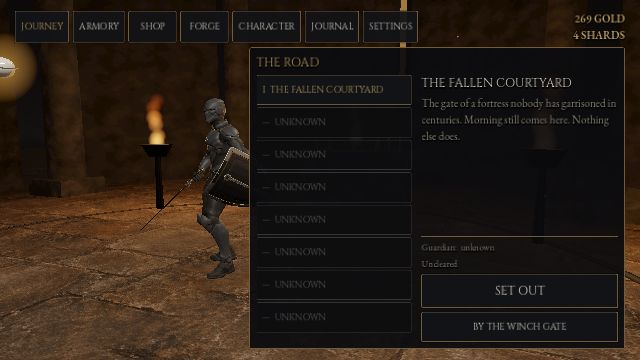 JOURNEY ARMORY SHOP FORGE CHARACTER JOURNAL SETTINGS
269 GOLD
4 SHARDS
THE ROAD
I THE FALLEN COURTYARD
— UNKNOWN
— UNKNOWN
— UNKNOWN
— UNKNOWN
— UNKNOWN
— UNKNOWN
— UNKNOWN
THE FALLEN COURTYARD
The gate of a fortress nobody has garrisoned in
centuries. Morning still comes here. Nothing
else does.
Guardian: unknown
Uncleared
SET OUT
BY THE WINCH GATE